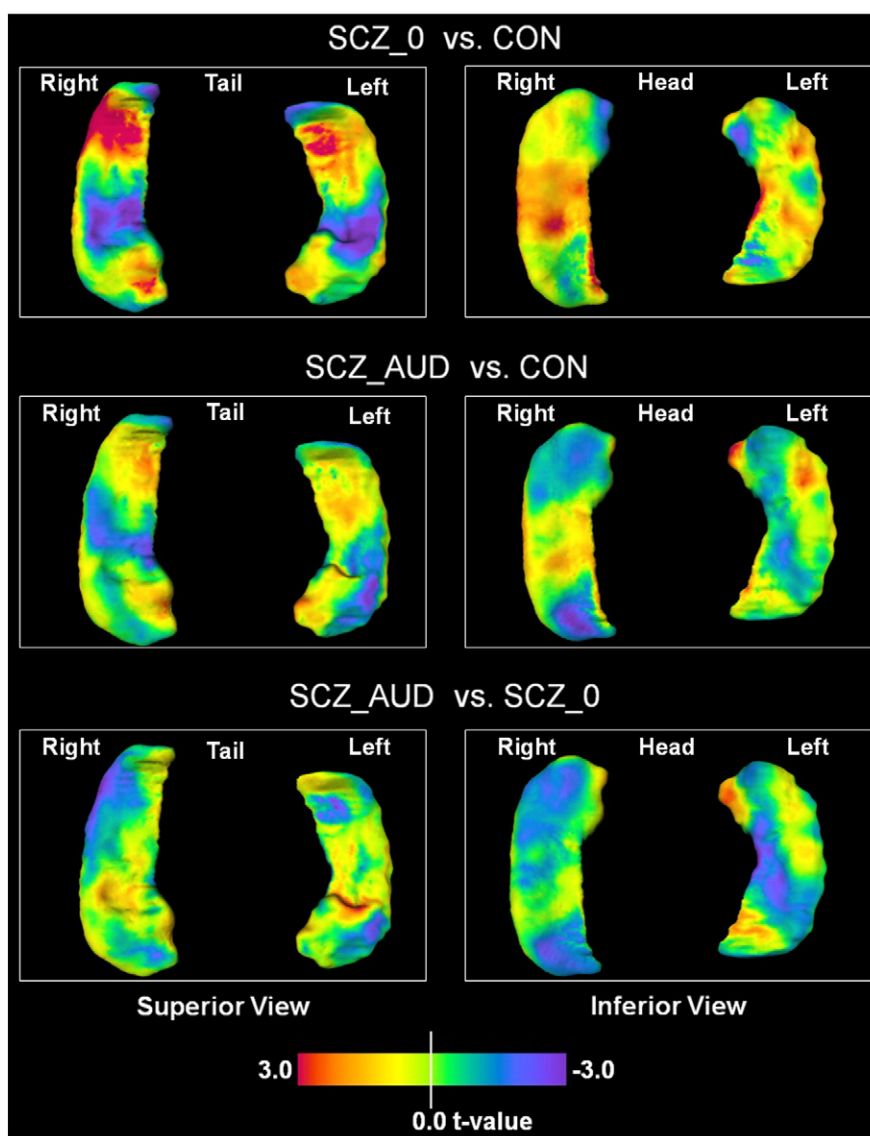 SCZ_0 vs. CON
Right Tail Left
Right Head Left
SCZ_AUD vs. CON
Right Tail Left
Right Head Left
SCZ_AUD vs. SCZ_0
Right Tail Left
Right Head Left
Superior View
Inferior View
3.0
-3.0
0.0 t-value